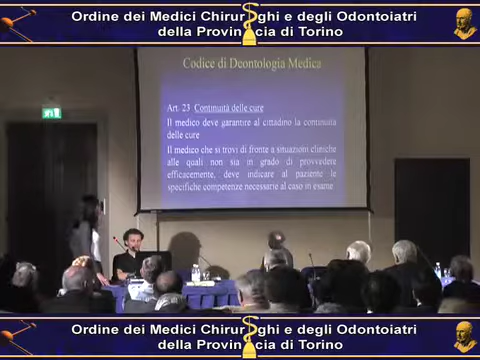 Ordine dei Medici Chirurghi e degli Odontoiatri
della Provincia di Torino
Codice di Deontologia Medica
Art. 23 Continuità delle cure
Il medico deve garantire al cittadino la continuità
delle cure
Il medico che si trovi di fronte a situazioni cliniche
alle quali non sia in grado di provvedere
efficacemente, deve indicare al paziente le
specifiche competenze necessarie al caso in esame
Ordine dei Medici Chirurghi e degli Odontoiatri
della Provincia di Torino